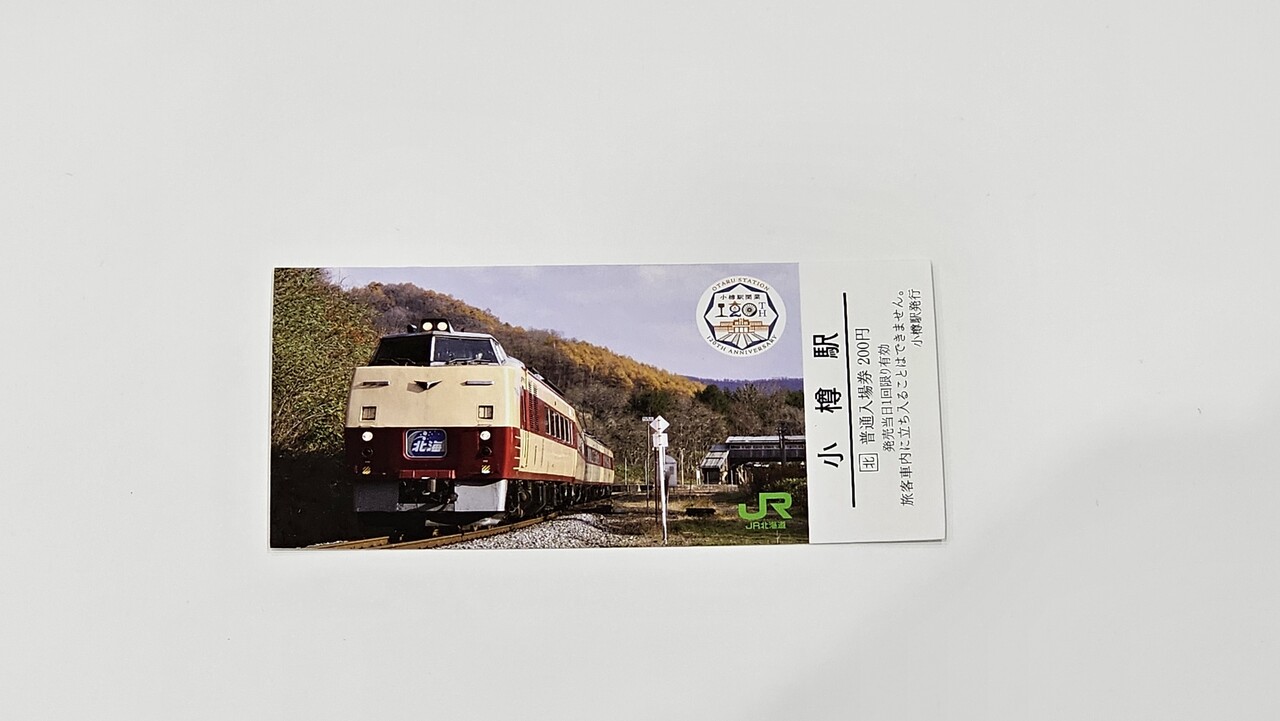 OTARU STATION
小樽駅開業
120TH
120TH ANNIVERSARY
北海
JR
JR北海道
小樽駅
北 普通入場券 200円
発売当日1回限り有効
旅客車内に立ち入ることはできません。
小樽駅発行